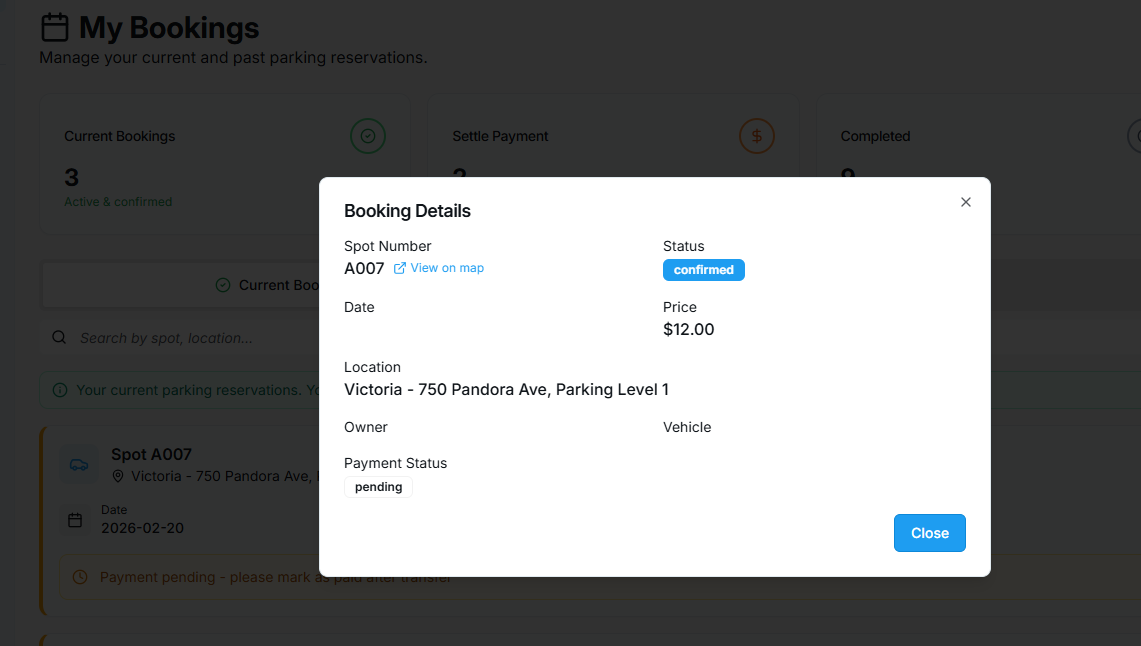 My Bookings
Manage your current and past parking reservations.
Current Bookings
Settle Payment
Completed
3
Active & confirmed
Current Boo
Search by spot, location...
Your current parking reservations.
Spot A007
Victoria - 750 Pandora Ave,
Date
2026-02-20
Payment pending - please mark as paid after transfer
Booking Details
Spot Number
Status
A007 View on map
confirmed
Date
Price
$12.00
Location
Victoria - 750 Pandora Ave, Parking Level 1
Owner
Vehicle
Payment Status
pending
Close